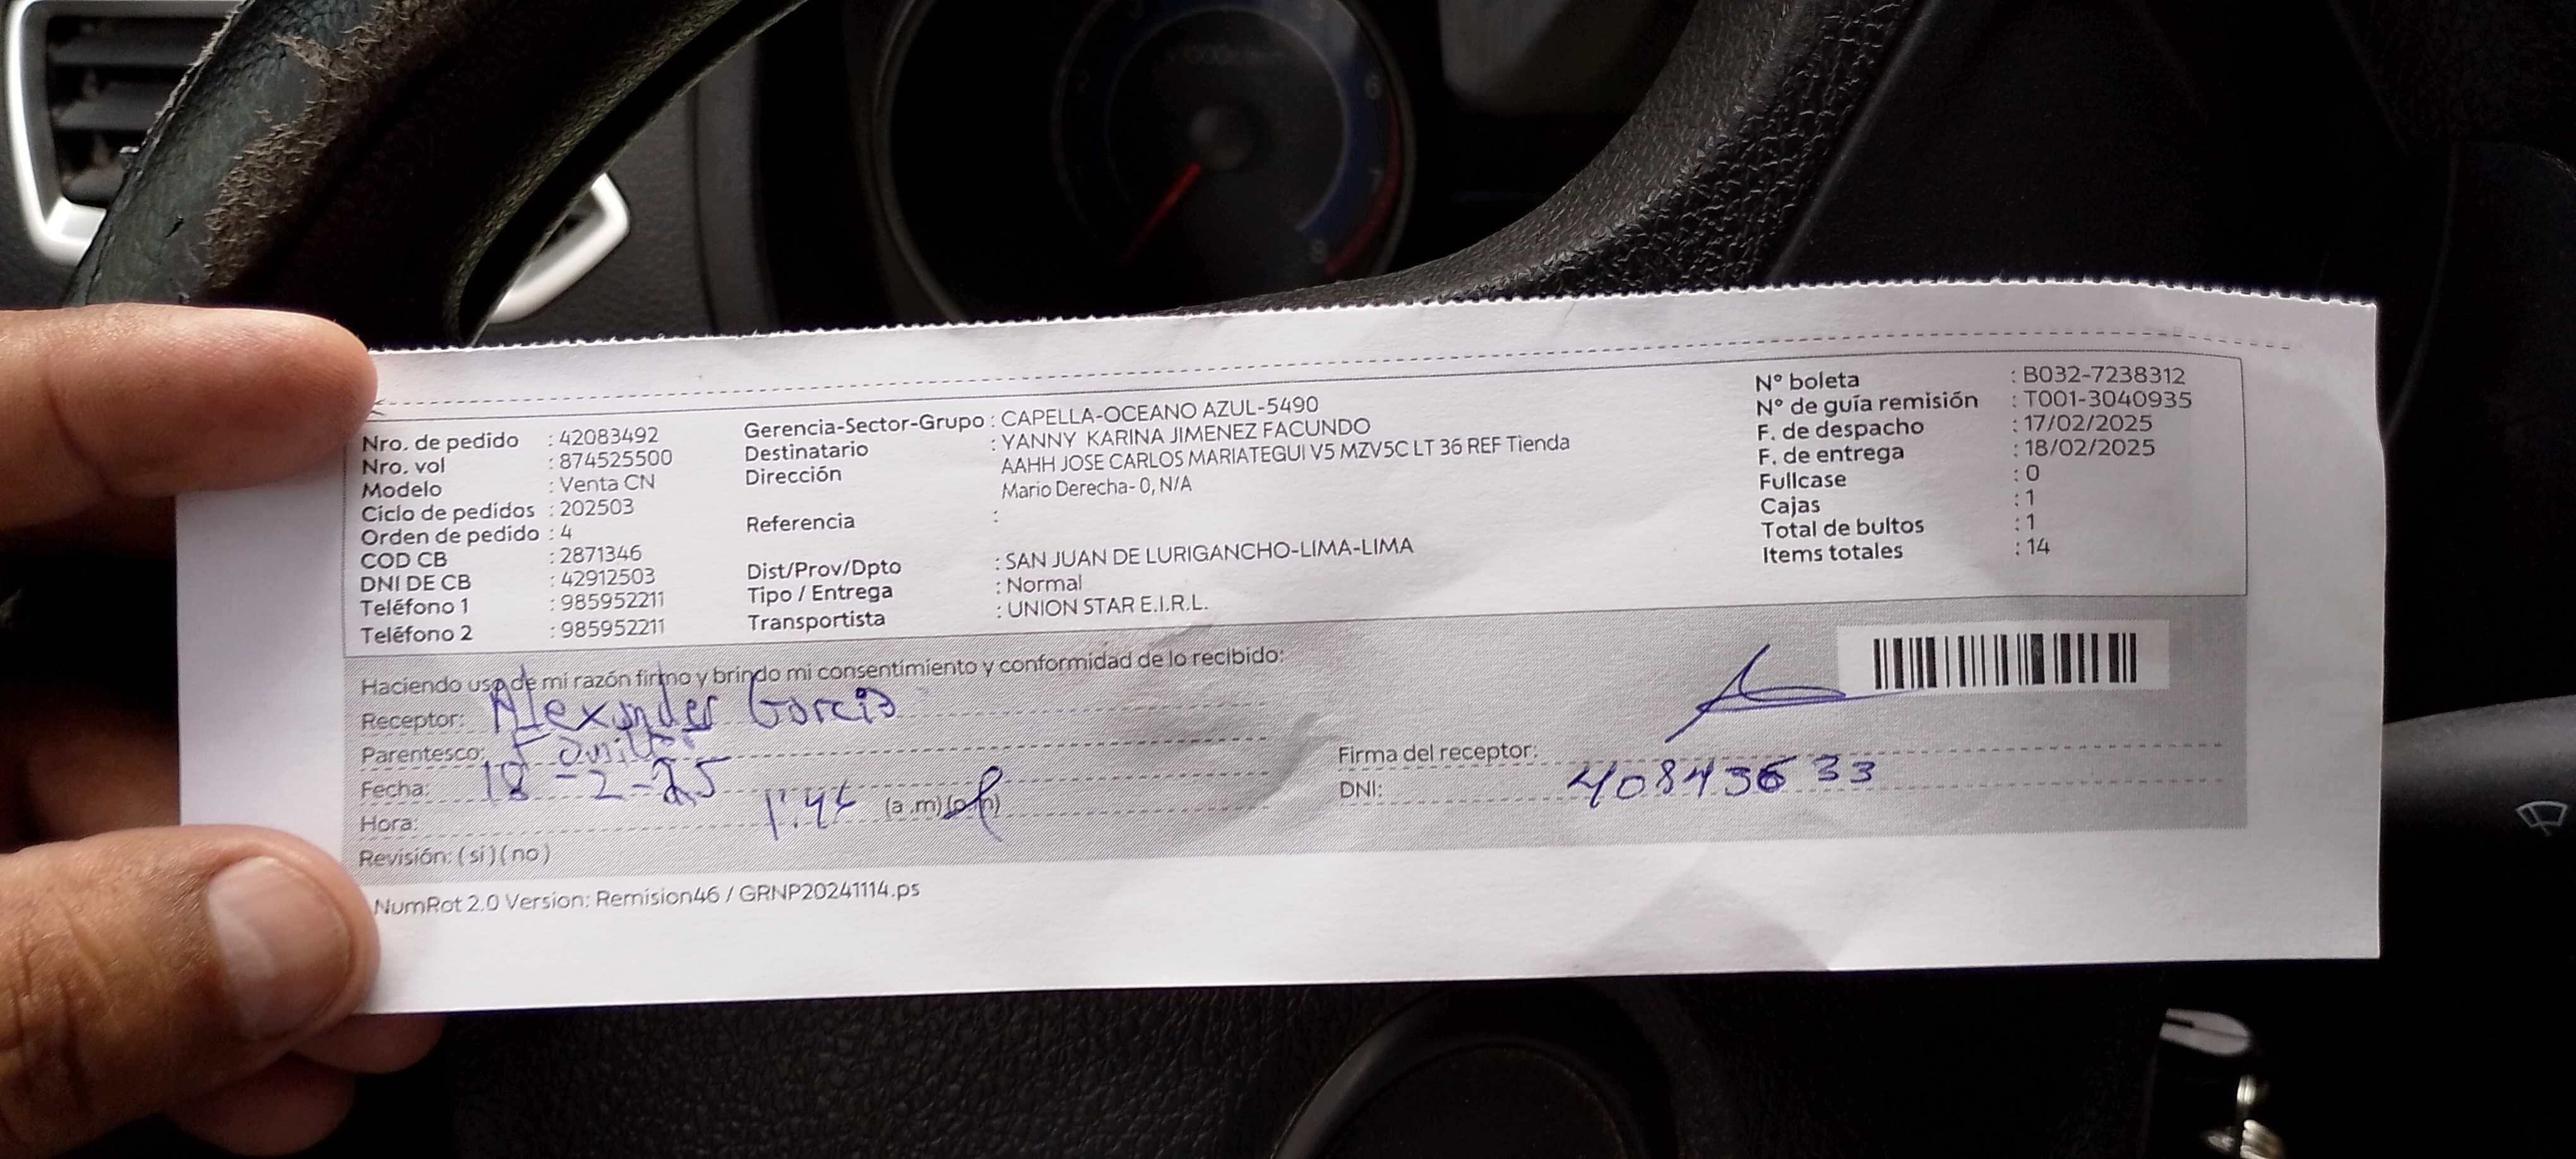 Nro. de pedido : 42083492
Nro. vol : 874525500
Modelo : Venta CN
Ciclo de pedidos : 202503
Orden de pedido : 4
COD CB : 2871346
DNI DE CB : 42912503
Teléfono 1 : 985952211
Teléfono 2 : 985952211
Gerencia-Sector-Grupo : CAPELLA-OCEANO AZUL-5490
Destinatario : YANNY KARINA JIMENEZ FACUNDO
Dirección AAHH JOSE CARLOS MARIATEGUI V5 MZV5C LT 36 REF Tienda
Mario Derecha- 0, N/A
Referencia :
Dist/Prov/Dpto : SAN JUAN DE LURIGANCHO-LIMA-LIMA
Tipo / Entrega : Normal
Transportista : UNION STAR E.I.R.L.
N° boleta : B032-7238312
N° de guía remisión : T001-3040935
F. de despacho : 17/02/2025
F. de entrega : 18/02/2025
Fullcase : 0
Cajas : 1
Total de bultos : 1
Items totales : 14
Haciendo uso de mi razón firmo y brindo mi consentimiento y conformidad de lo recibido:
Receptor: Alexander Garcia
Parentesco:
Fecha: 18-2-25
Hora: (a.m)(p.m)
Revisión: (si)(no)
Firma del receptor:
DNI: 40843633
NumRot 2.0 Version: Remision46 / GRNP20241114.ps